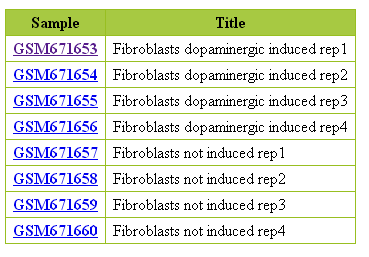 Sample Title
GSM671653 Fibroblasts dopaminergic induced rep1
GSM671654 Fibroblasts dopaminergic induced rep2
GSM671655 Fibroblasts dopaminergic induced rep3
GSM671656 Fibroblasts dopaminergic induced rep4
GSM671657 Fibroblasts not induced rep1
GSM671658 Fibroblasts not induced rep2
GSM671659 Fibroblasts not induced rep3
GSM671660 Fibroblasts not induced rep4